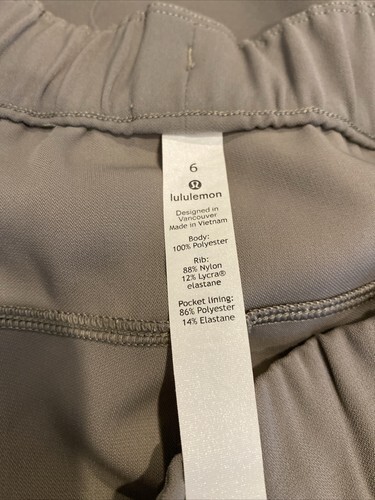 6
lululemon
Designed in
Vancouver
Made in Vietnam
Body:
100% Polyester
Rib:
88% Nylon
12% Lycra®
elastane
Pocket lining:
86% Polyester
14% Elastane